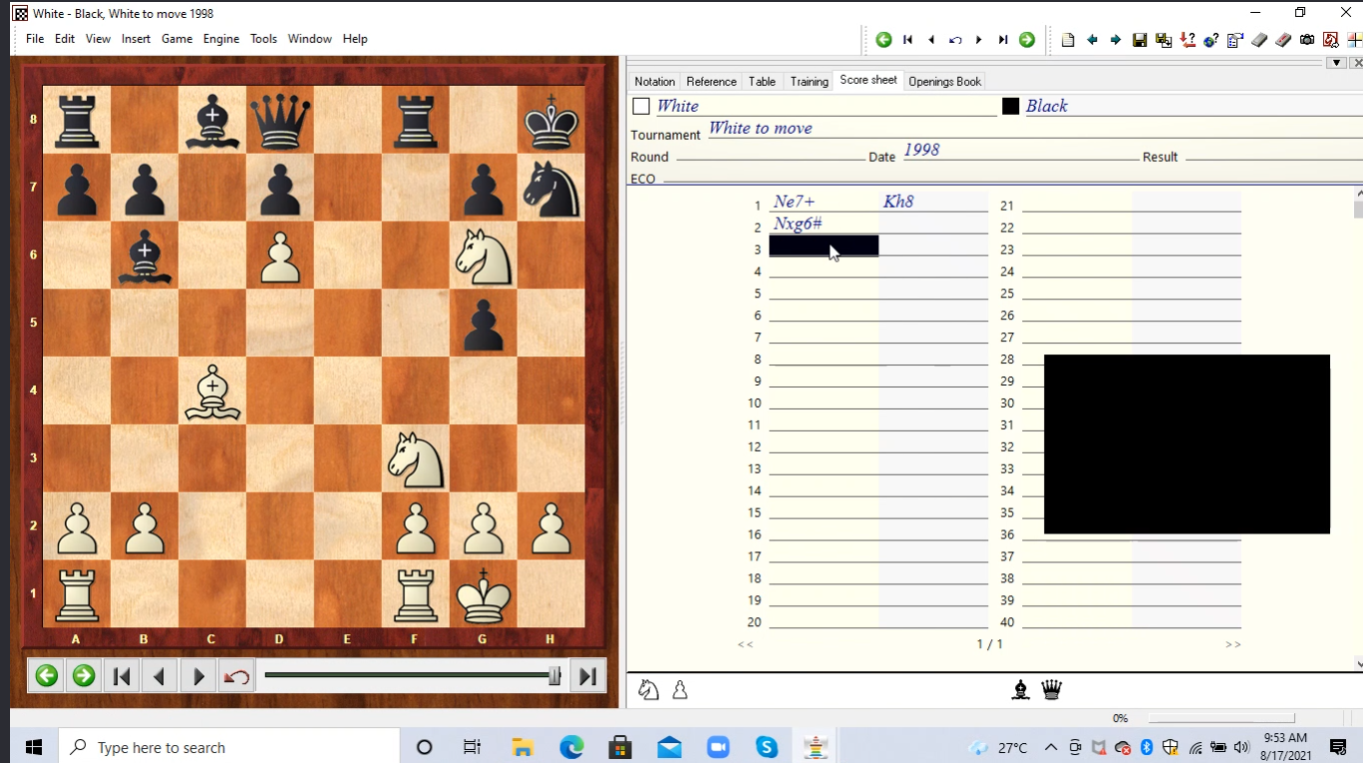 White - Black, White to move 1998
File Edit View Insert Game Engine Tools Window Help
Notation Reference Table Training Score sheet Openings Book
White Black
Tournament White to move
Round Date 1998 Result
ECO
8
7
6
5
4
3
2
1
A B C D E F G H
1 Ne7+ Kh8 21
2 Nxg6# 22
3 23
4 24
5 25
6 26
7 27
8 28
9 29
10 30
11 31
12 32
13 33
14 34
15 35
16 36
17 37
18 38
19 39
20 40
<< 1 / 1 >>
0%
Type here to search
27°C
9:53 AM
8/17/2021